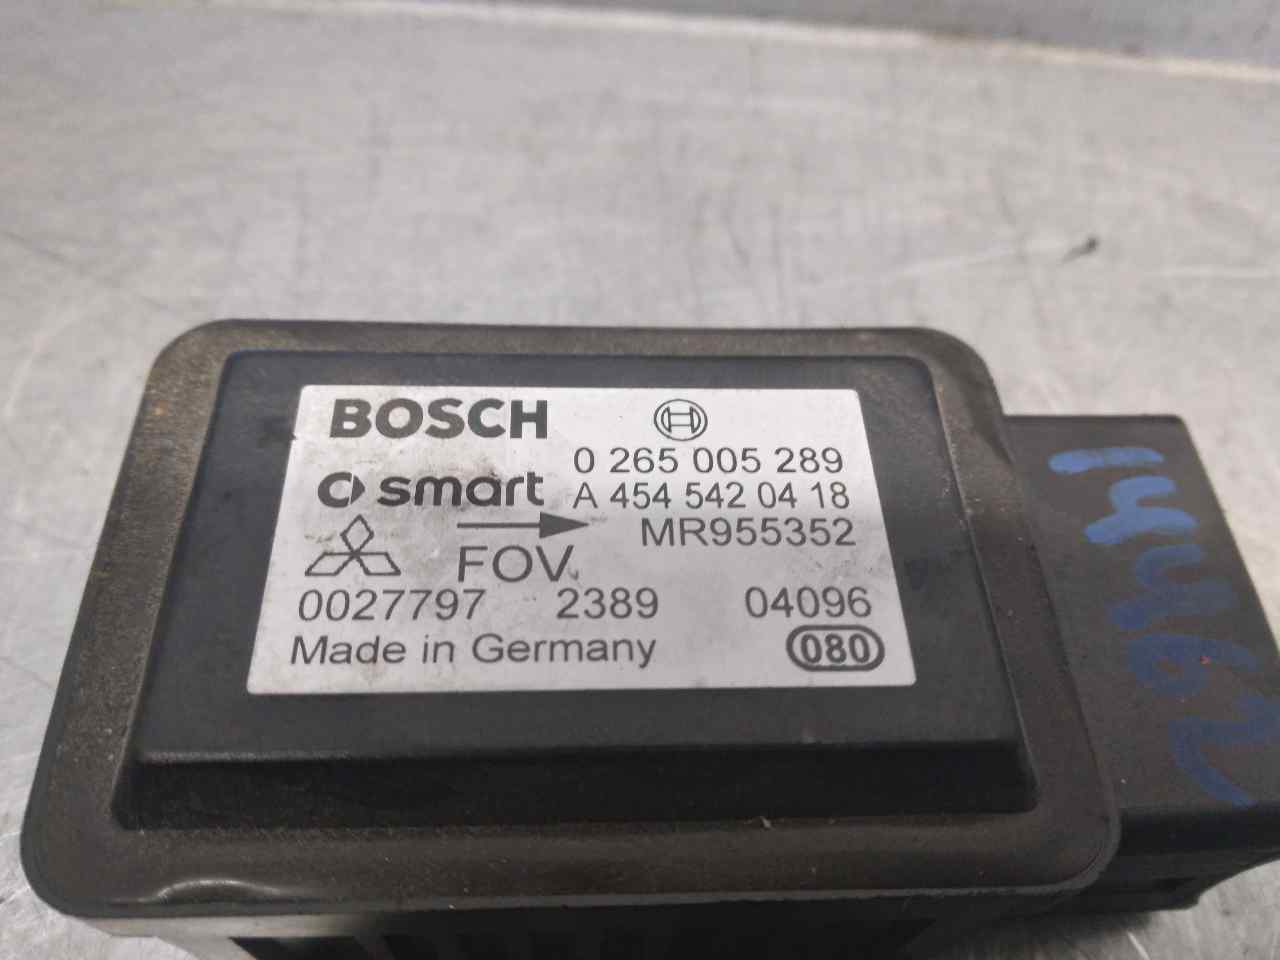 BOSCH
0 265 005 289
smart A 454 542 04 18
MR955352
FOV
0027797 2389 04096
Made in Germany 080
14462